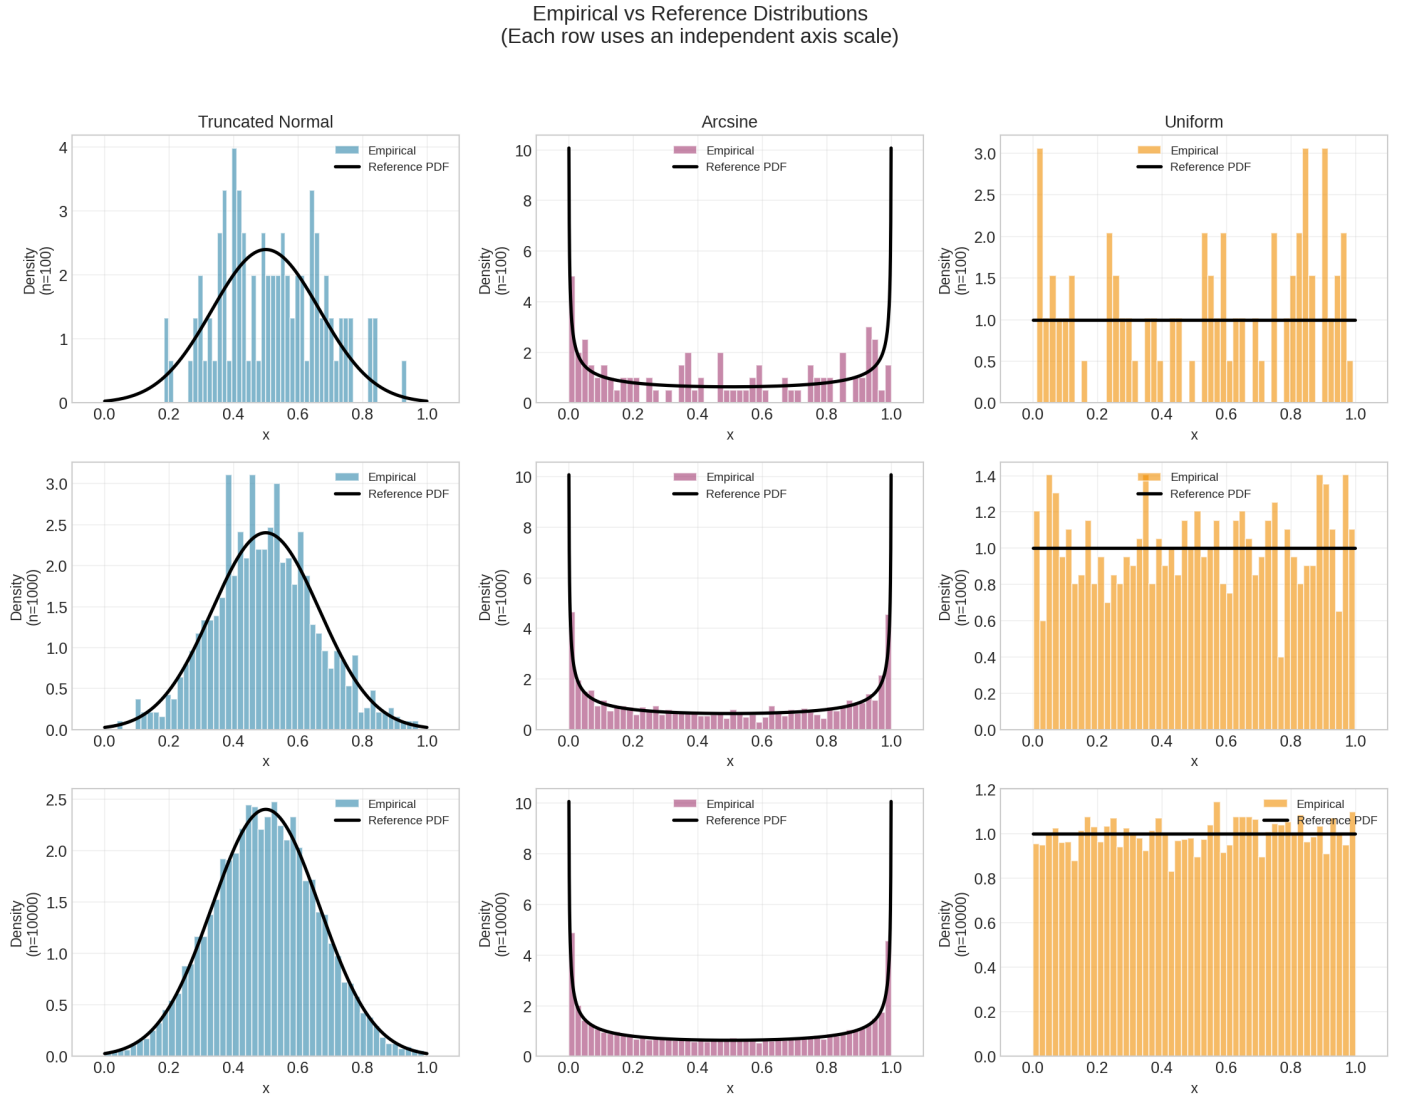 Empirical vs Reference Distributions
(Each row uses an independent axis scale)
Truncated Normal
Density
(n=100)
4
3
2
1
0
Empirical
Reference PDF
0.0 0.2 0.4 0.6 0.8 1.0
x
Arcsine
Density
(n=100)
10
8
6
4
2
0
Empirical
Reference PDF
0.0 0.2 0.4 0.6 0.8 1.0
x
Uniform
Density
(n=100)
3.0
2.5
2.0
1.5
1.0
0.5
0.0
Empirical
Reference PDF
0.0 0.2 0.4 0.6 0.8 1.0
x
Density
(n=1000)
3.0
2.5
2.0
1.5
1.0
0.5
0.0
Empirical
Reference PDF
0.0 0.2 0.4 0.6 0.8 1.0
x
Density
(n=1000)
10
8
6
4
2
0
Empirical
Reference PDF
0.0 0.2 0.4 0.6 0.8 1.0
x
Density
(n=1000)
1.4
1.2
1.0
0.8
0.6
0.4
0.2
0.0
Empirical
Reference PDF
0.0 0.2 0.4 0.6 0.8 1.0
x
Density
(n=10000)
2.5
2.0
1.5
1.0
0.5
0.0
Empirical
Reference PDF
0.0 0.2 0.4 0.6 0.8 1.0
x
Density
(n=10000)
10
8
6
4
2
0
Empirical
Reference PDF
0.0 0.2 0.4 0.6 0.8 1.0
x
Density
(n=10000)
1.2
1.0
0.8
0.6
0.4
0.2
0.0
Empirical
Reference PDF
0.0 0.2 0.4 0.6 0.8 1.0
x